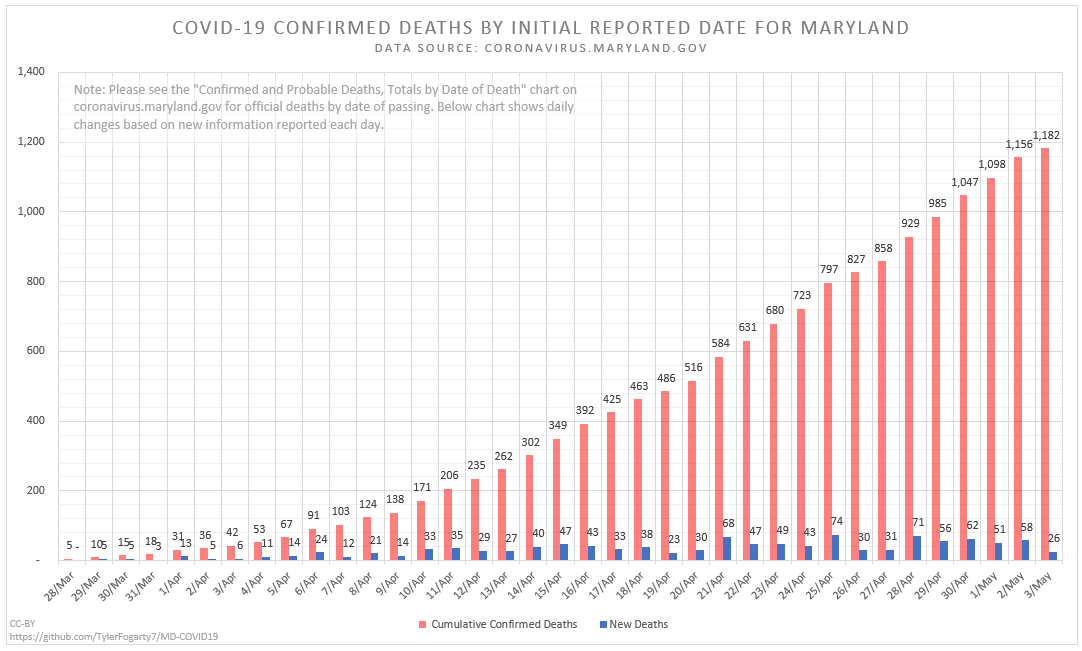 COVID-19 CONFIRMED DEATHS BY INITIAL REPORTED DATE FOR MARYLAND
DATA SOURCE: CORONAVIRUS.MARYLAND.GOV
Note: Please see the "Confirmed and Probable Deaths, Totals by Date of Death" chart on
coronavirus.maryland.gov for official deaths by date of passing. Below chart shows daily
changes based on new information reported each day.
1,400
1,200
1,000
800
600
400
200
-
5 10 15 18 31 36 42 53 67 91 103 124 138 171 206 235 262 302 349 392 425 463 486 516 584 631 680 723 797 827 858 929 985 1,047 1,098 1,156 1,182
- 5 5 3 13 5 6 11 14 24 12 21 14 33 35 29 27 40 47 43 33 38 23 30 68 47 49 43 74 30 31 71 56 62 51 58 26
28/Mar 29/Mar 30/Mar 31/Mar 1/Apr 2/Apr 3/Apr 4/Apr 5/Apr 6/Apr 7/Apr 8/Apr 9/Apr 10/Apr 11/Apr 12/Apr 13/Apr 14/Apr 15/Apr 16/Apr 17/Apr 18/Apr 19/Apr 20/Apr 21/Apr 22/Apr 23/Apr 24/Apr 25/Apr 26/Apr 27/Apr 28/Apr 29/Apr 30/Apr 1/May 2/May 3/May
Cumulative Confirmed Deaths New Deaths
CC-BY
https://github.com/TylerFogarty7/MD-COVID19